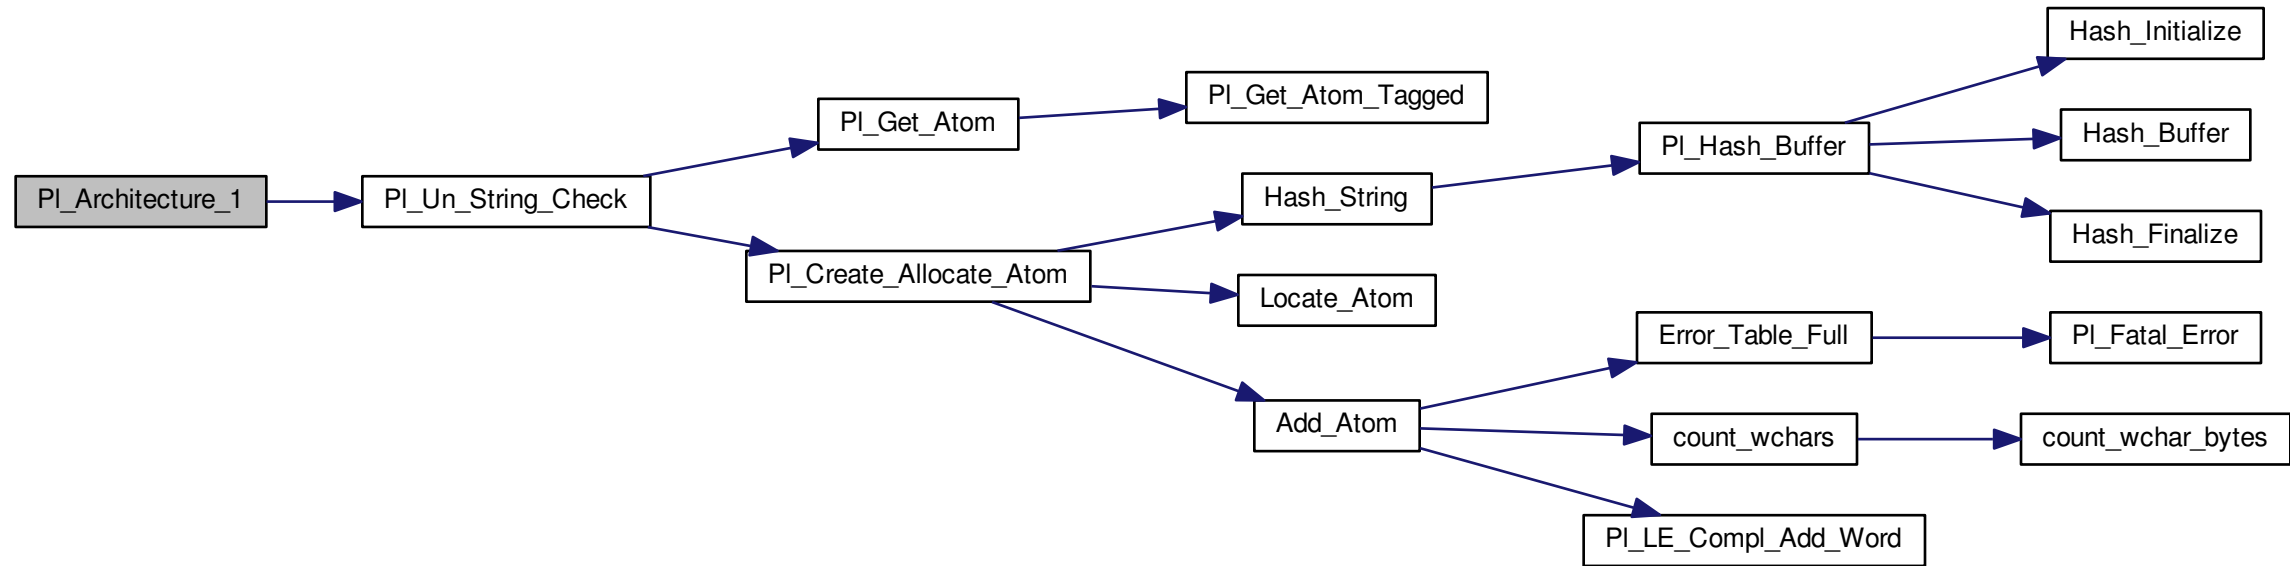 Pl_Architecture_1
Pl_Un_String_Check
Pl_Get_Atom
Pl_Get_Atom_Tagged
Pl_Create_Allocate_Atom
Hash_String
Pl_Hash_Buffer
Hash_Initialize
Hash_Buffer
Hash_Finalize
Locate_Atom
Add_Atom
Error_Table_Full
Pl_Fatal_Error
count_wchars
count_wchar_bytes
Pl_LE_Compl_Add_Word